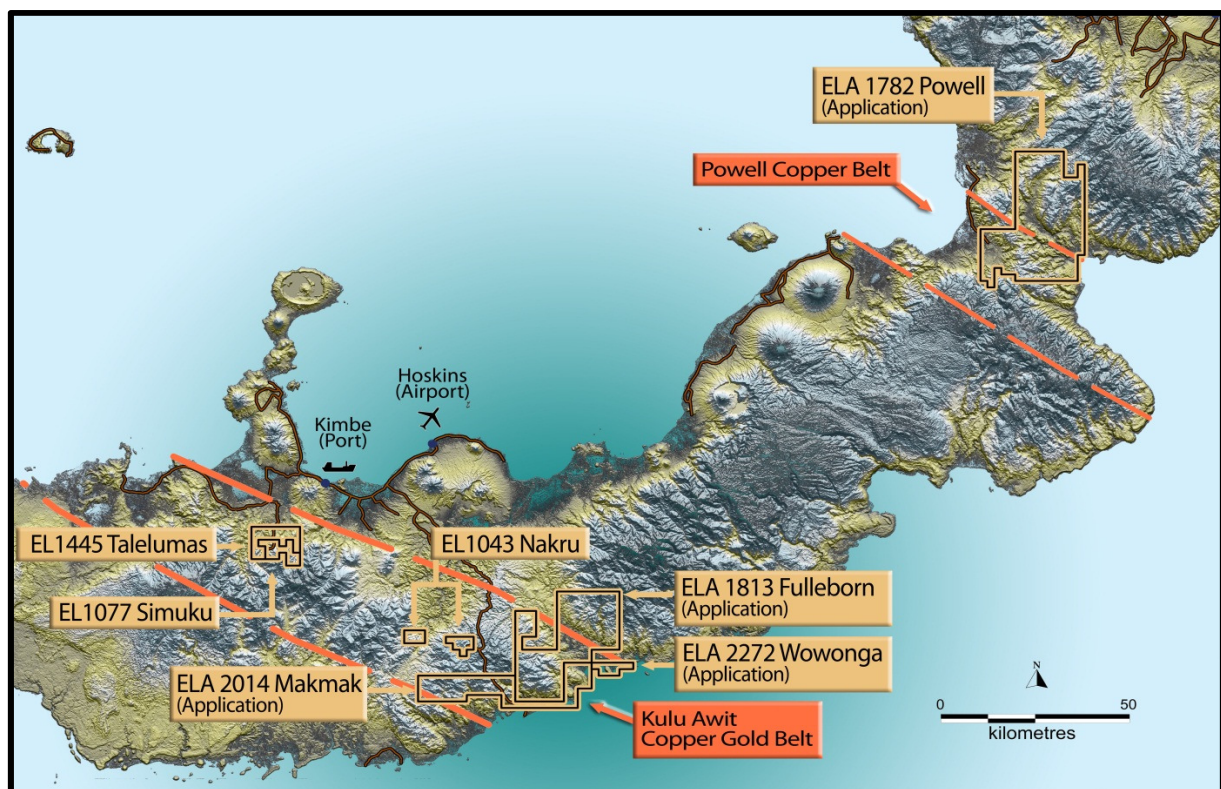 ELA 1782 Powell
(Application)
Powell Copper Belt
Hoskins
(Airport)
Kimbe
(Port)
EL1445 Talelumas
EL1043 Nakru
EL1077 Simuku
ELA 1813 Fulleborn
(Application)
ELA 2272 Wowonga
(Application)
ELA 2014 Makmak
(Application)
Kulu Awit
Copper Gold Belt
N
0 50
kilometres